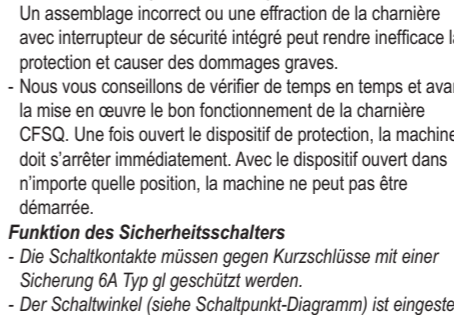 Un assemblage incorrect ou une effraction de la charnière
avec interrupteur de sécurité intégré peut rendre inefficace
protection et causer des dommages graves.
- Nous vous conseillons de vérifier de temps en temps et
la mise en œuvre le bon fonctionnement de la charnière
CFSQ. Une fois ouvert le dispositif de protection, la machine
doit s’arrêter immédiatement. Avec le dispositif ouvert dans
n’importe quelle position, la machine ne peut pas être
démarrée.
Funktion des Sicherheitsschalters
- Die Schaltkontakte müssen gegen Kurzschlüsse mit einer
Sicherung 6A Typ gl geschützt werden.
- Der Schaltwinkel (siehe Schaltpunkt-Diagramm) ist